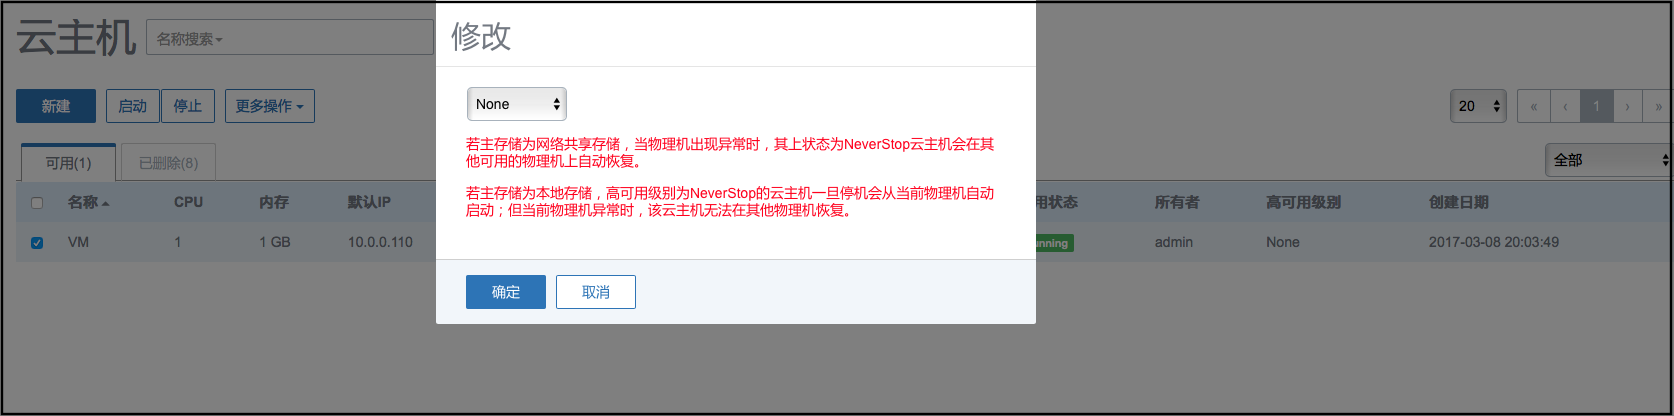 云主机
名称搜索
修改
新建
启动
停止
更多操作
None
20
«
‹
1
›
»
若主存储为网络共享存储，当物理机出现异常时，其上状态为NeverStop云主机会在其
他可用的物理机上自动恢复。
若主存储为本地存储，高可用级别为NeverStop的云主机一旦停机会从当前物理机自动
启动；但当前物理机异常时，该云主机无法在其他物理机恢复。
可用(1)
已删除(8)
全部
名称 CPU 内存 默认IP 用状态 所有者 高可用级别 创建日期
VM 1 1 GB 10.0.0.110 unning admin None 2017-03-08 20:03:49
确定
取消